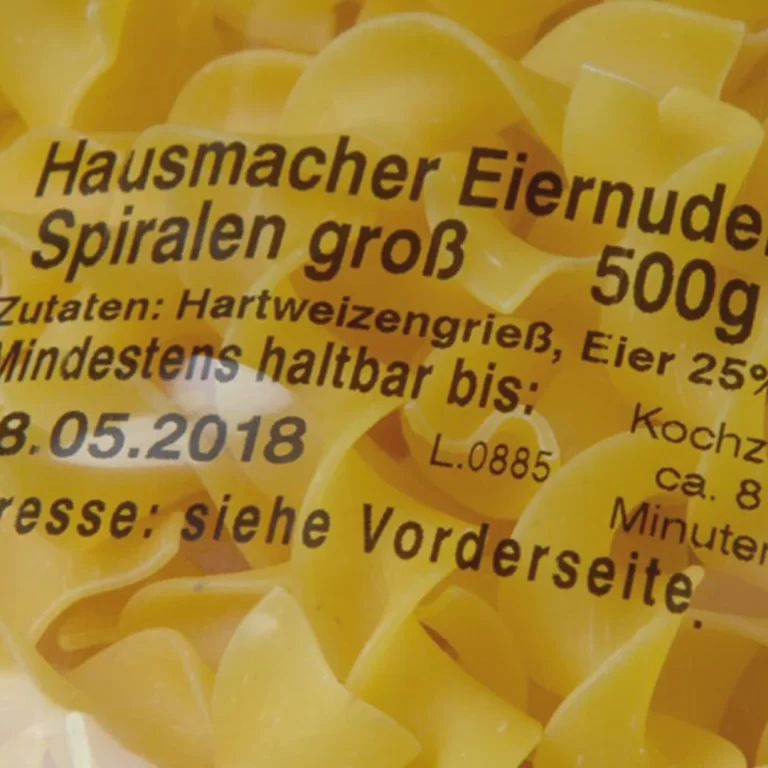 Hausmacher Eiernude
Spiralen groß 500g
Zutaten: Hartweizengrieß, Eier 25%
Mindestens haltbar bis:
8.05.2018 L.0885
Kochz
ca. 8
Minuten
resse: siehe Vorderseite.